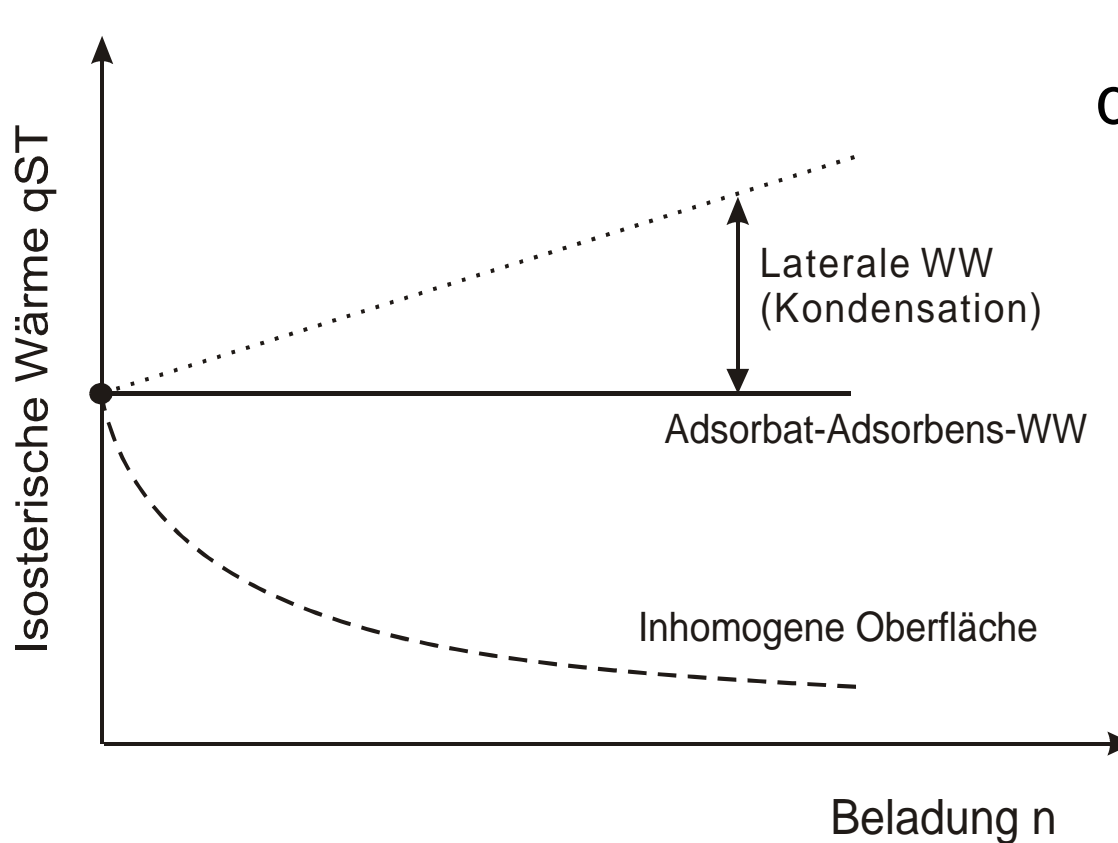 Isosterische Wärme qST
Laterale WW
(Kondensation)
Adsorbat-Adsorbens-WW
Inhomogene Oberfläche
Beladung n